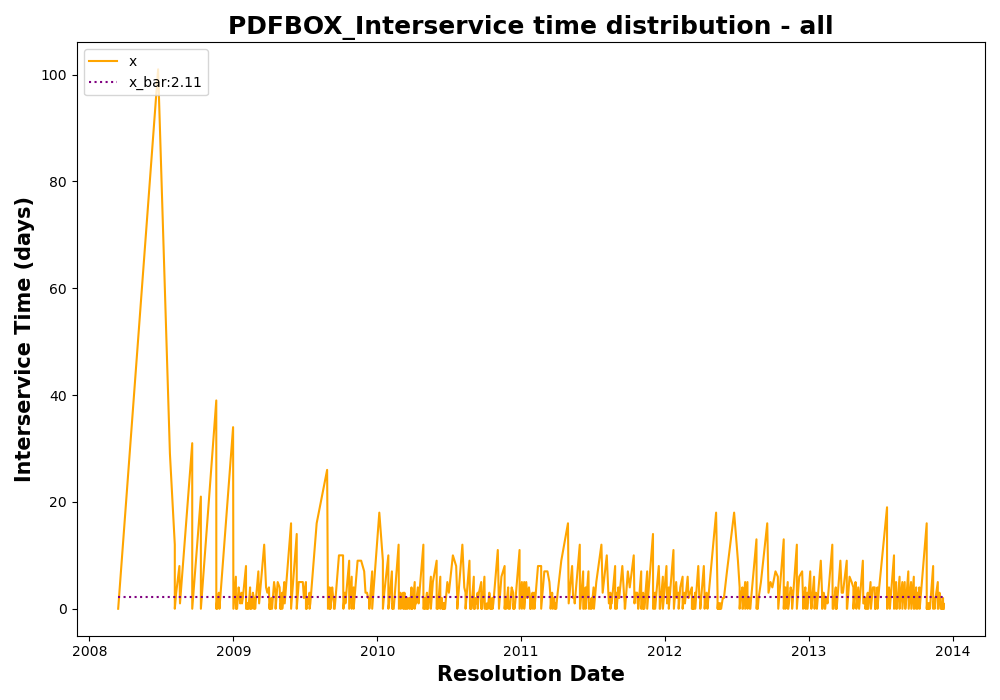 PDFBOX_Interservice time distribution - all
x
x_bar:2.11
Interservice Time (days)
100
80
60
40
20
0
2008 2009 2010 2011 2012 2013 2014
Resolution Date